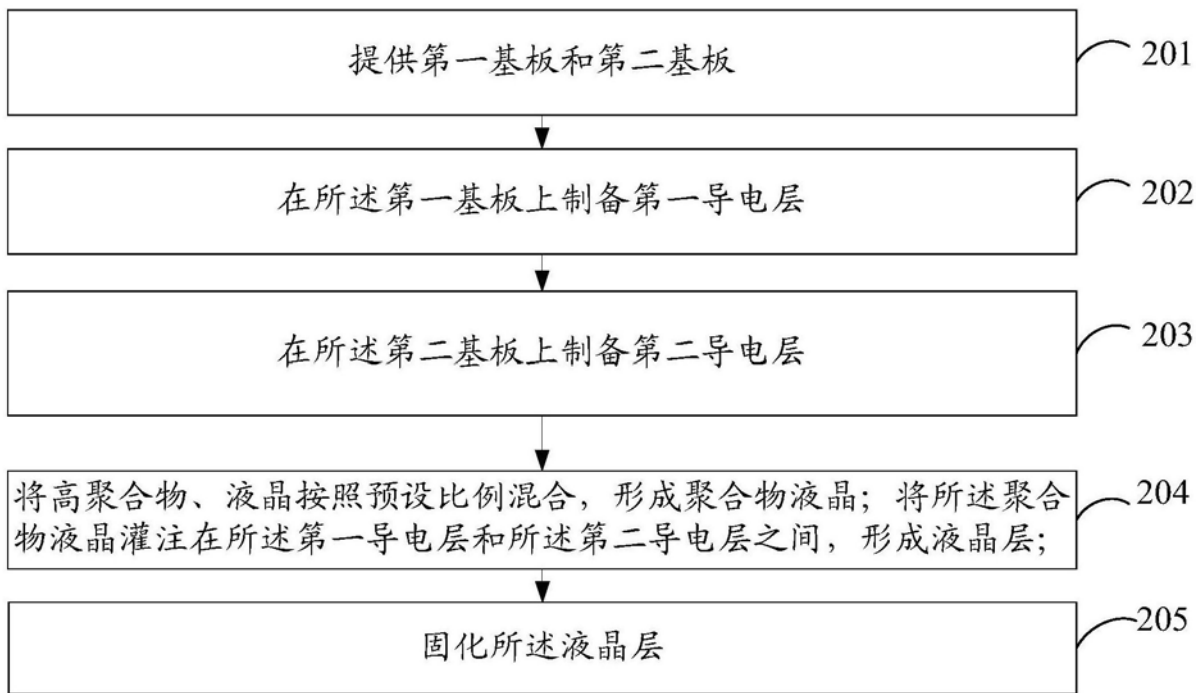 提供第一基板和第二基板
201
在所述第一基板上制备第一导电层
202
在所述第二基板上制备第二导电层
203
将高聚合物、液晶按照预设比例混合，形成聚合物液晶；将所述聚合
物液晶灌注在所述第一导电层和所述第二导电层之间，形成液晶层；
204
固化所述液晶层
205